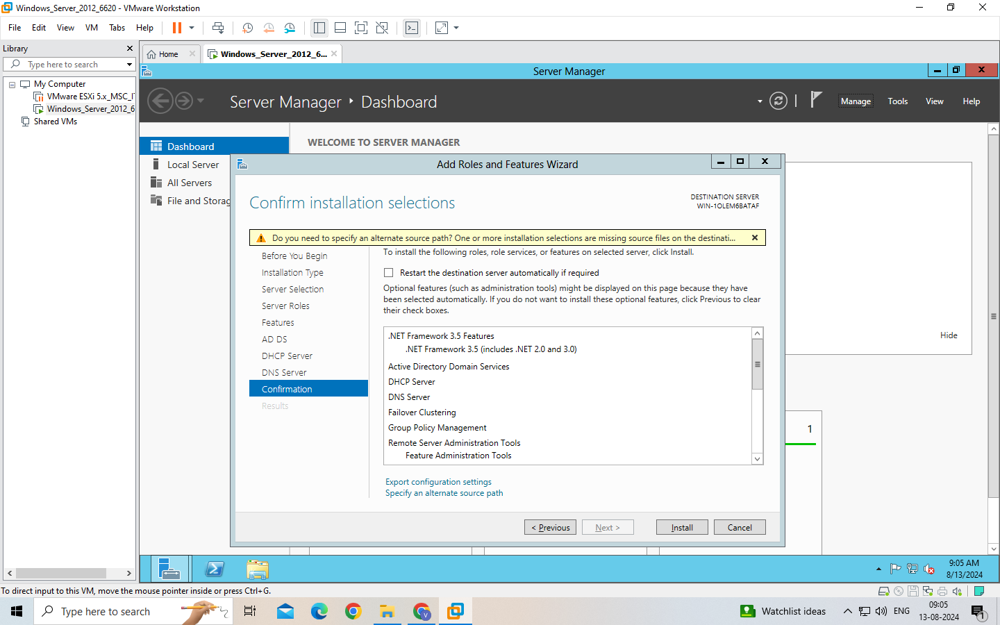 Windows_Server_2012_6620 - VMware Workstation
File Edit View VM Tabs Help
Library
Type here to search
My Computer
VMware ESXi 5.x_MSC_I
Windows_Server_2012_6
Shared VMs
Home
Windows_Server_2012_6...
Server Manager
Server Manager Dashboard
Manage Tools View Help
Dashboard
Local Server
All Servers
File and Storag
WELCOME TO SERVER MANAGER
Add Roles and Features Wizard
Confirm installation selections
DESTINATION SERVER
WIN-1OLEM6BATAF
Do you need to specify an alternate source path? One or more installation selections are missing source files on the destinati...
Before You Begin
Installation Type
Server Selection
Server Roles
Features
AD DS
DHCP Server
DNS Server
Confirmation
Results
To install the following roles, role services, or features on selected server, click Install.
Restart the destination server automatically if required
Optional features (such as administration tools) might be displayed on this page because they have
been selected automatically. If you do not want to install these optional features, click Previous to clear
their check boxes.
.NET Framework 3.5 Features
.NET Framework 3.5 (includes .NET 2.0 and 3.0)
Active Directory Domain Services
DHCP Server
DNS Server
Failover Clustering
Group Policy Management
Remote Server Administration Tools
Feature Administration Tools
Export configuration settings
Specify an alternate source path
< Previous Next > Install Cancel
Hide
1
9:05 AM
8/13/2024
To direct input to this VM, move the mouse pointer inside or press Ctrl+G.
Type here to search
Watchlist ideas
ENG
09:05
13-08-2024
1